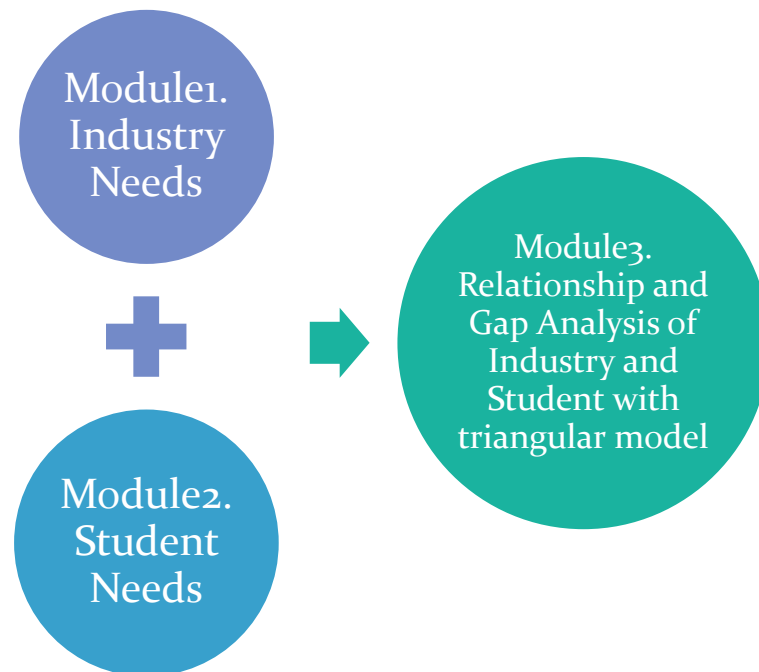 Module1.
Industry
Needs
Module2.
Student
Needs
Module3.
Relationship and
Gap Analysis of
Industry and
Student with
triangular model